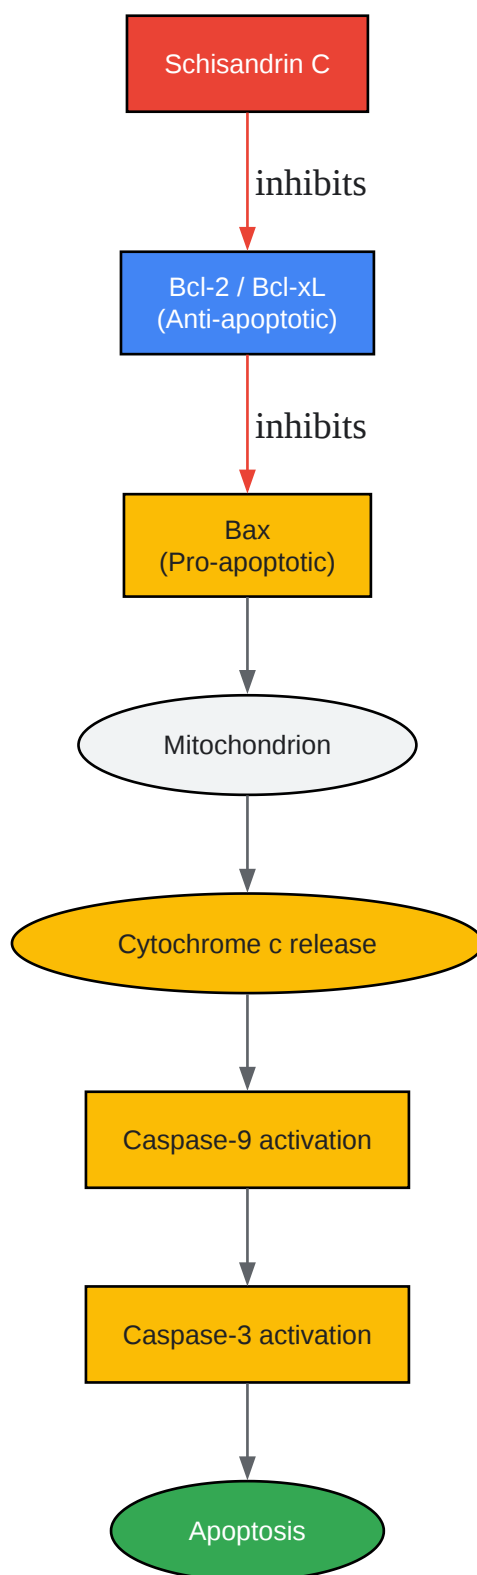 Schisandrin C
inhibits
Bcl-2 / Bcl-xL
(Anti-apoptotic)
inhibits
Bax
(Pro-apoptotic)
Mitochondrion
Cytochrome c release
Caspase-9 activation
Caspase-3 activation
Apoptosis